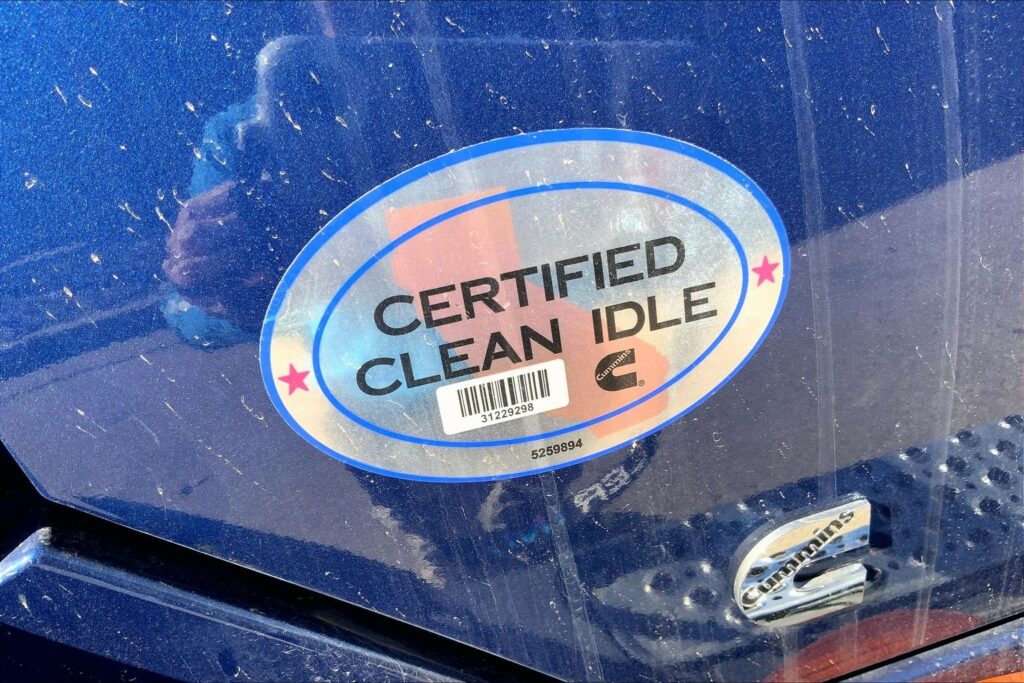 CERTIFIED
CLEAN IDLE
Cummins
®
31229298
5259894
Cummins